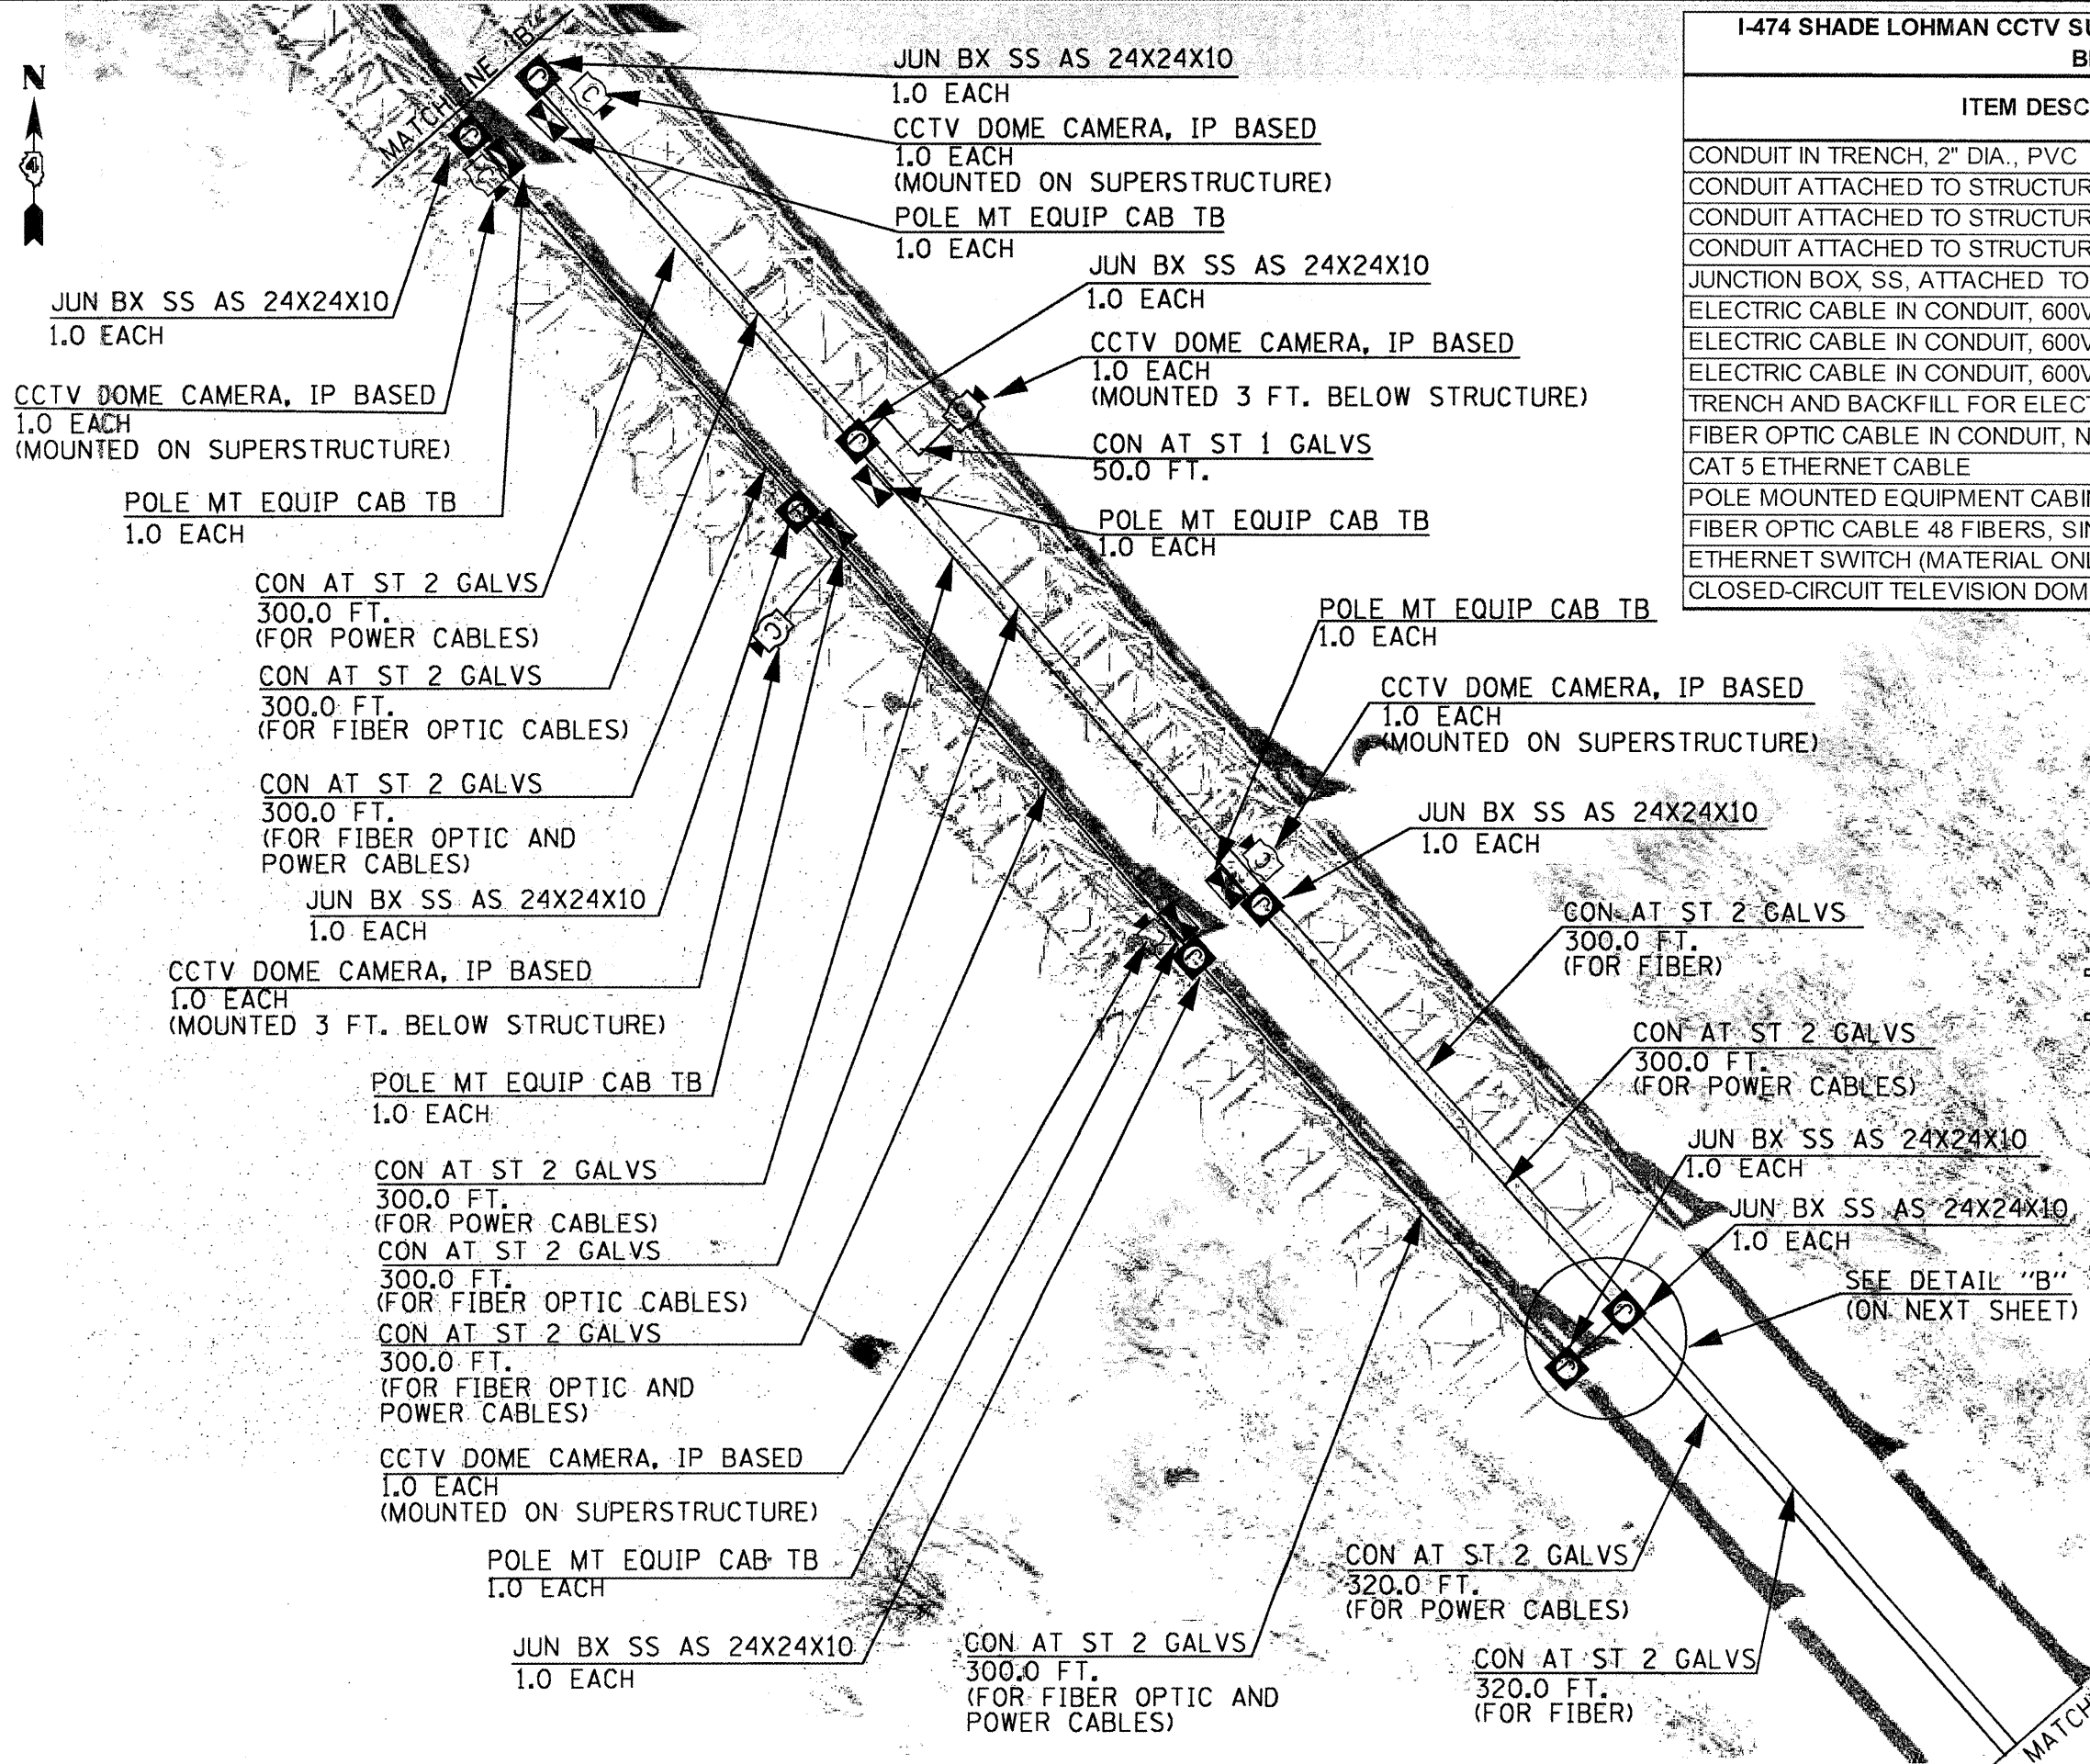 N
4
MATCHLINE "B"
JUN BX SS AS 24X24X10
1.0 EACH
CCTV DOME CAMERA, IP BASED
1.0 EACH
(MOUNTED ON SUPERSTRUCTURE)
POLE MT EQUIP CAB TB
1.0 EACH
JUN BX SS AS 24X24X10
1.0 EACH
CCTV DOME CAMERA, IP BASED
1.0 EACH
(MOUNTED 3 FT. BELOW STRUCTURE)
CON AT ST 1 GALVS
50.0 FT.
POLE MT EQUIP CAB TB
1.0 EACH
POLE MT EQUIP CAB TB
1.0 EACH
CCTV DOME CAMERA, IP BASED
1.0 EACH
(MOUNTED ON SUPERSTRUCTURE)
JUN BX SS AS 24X24X10
1.0 EACH
CON AT ST 2 GALVS
300.0 FT.
(FOR FIBER)
CON AT ST 2 GALVS
300.0 FT.
(FOR POWER CABLES)
JUN BX SS AS 24X24X10
1.0 EACH
JUN BX SS AS 24X24X10
1.0 EACH
SEE DETAIL "B"
(ON NEXT SHEET)
JUN BX SS AS 24X24X10
1.0 EACH
CCTV DOME CAMERA, IP BASED
1.0 EACH
(MOUNTED ON SUPERSTRUCTURE)
POLE MT EQUIP CAB TB
1.0 EACH
CON AT ST 2 GALVS
300.0 FT.
(FOR POWER CABLES)
CON AT ST 2 GALVS
300.0 FT.
(FOR FIBER OPTIC CABLES)
CON AT ST 2 GALVS
300.0 FT.
(FOR FIBER OPTIC AND
POWER CABLES)
JUN BX SS AS 24X24X10
1.0 EACH
CCTV DOME CAMERA, IP BASED
1.0 EACH
(MOUNTED 3 FT. BELOW STRUCTURE)
POLE MT EQUIP CAB TB
1.0 EACH
CON AT ST 2 GALVS
300.0 FT.
(FOR POWER CABLES)
CON AT ST 2 GALVS
300.0 FT.
(FOR FIBER OPTIC CABLES)
CON AT ST 2 GALVS
300.0 FT.
(FOR FIBER OPTIC AND
POWER CABLES)
CCTV DOME CAMERA, IP BASED
1.0 EACH
(MOUNTED ON SUPERSTRUCTURE)
POLE MT EQUIP CAB TB
1.0 EACH
JUN BX SS AS 24X24X10
1.0 EACH
CON AT ST 2 GALVS
300.0 FT.
(FOR FIBER OPTIC AND
POWER CABLES)
CON AT ST 2 GALVS
320.0 FT.
(FOR POWER CABLES)
CON AT ST 2 GALVS
320.0 FT.
(FOR FIBER)
MATCH
I-474 SHADE LOHMAN CCTV SU
B
ITEM DESC
CONDUIT IN TRENCH, 2" DIA., PVC
CONDUIT ATTACHED TO STRUCTUR
CONDUIT ATTACHED TO STRUCTUR
CONDUIT ATTACHED TO STRUCTUR
JUNCTION BOX, SS, ATTACHED TO
ELECTRIC CABLE IN CONDUIT, 600V
ELECTRIC CABLE IN CONDUIT, 600V
ELECTRIC CABLE IN CONDUIT, 600V
TRENCH AND BACKFILL FOR ELECT
FIBER OPTIC CABLE IN CONDUIT, N
CAT 5 ETHERNET CABLE
POLE MOUNTED EQUIPMENT CABIN
FIBER OPTIC CABLE 48 FIBERS, SIN
ETHERNET SWITCH (MATERIAL ONL
CLOSED-CIRCUIT TELEVISION DOM